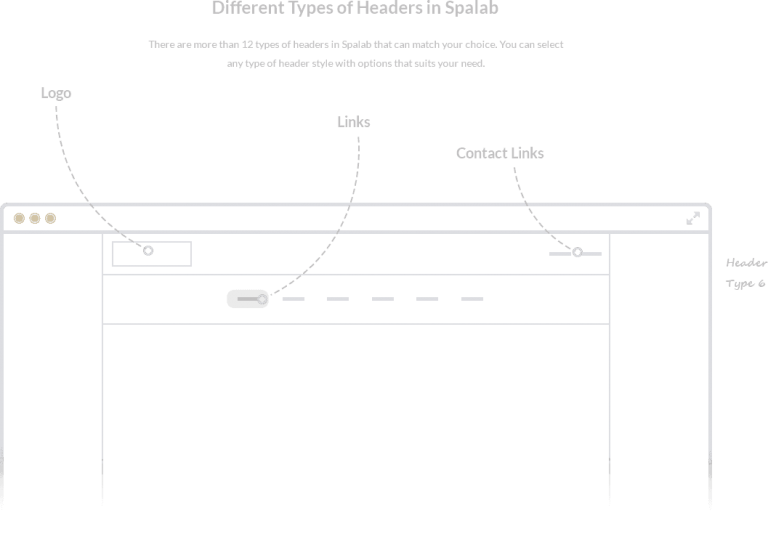 Different Types of Headers in Spalab
There are more than 12 types of headers in Spalab that can match your choice. You can select
any type of header style with options that suits your need.
Logo
Links
Contact Links
Header
Type 6